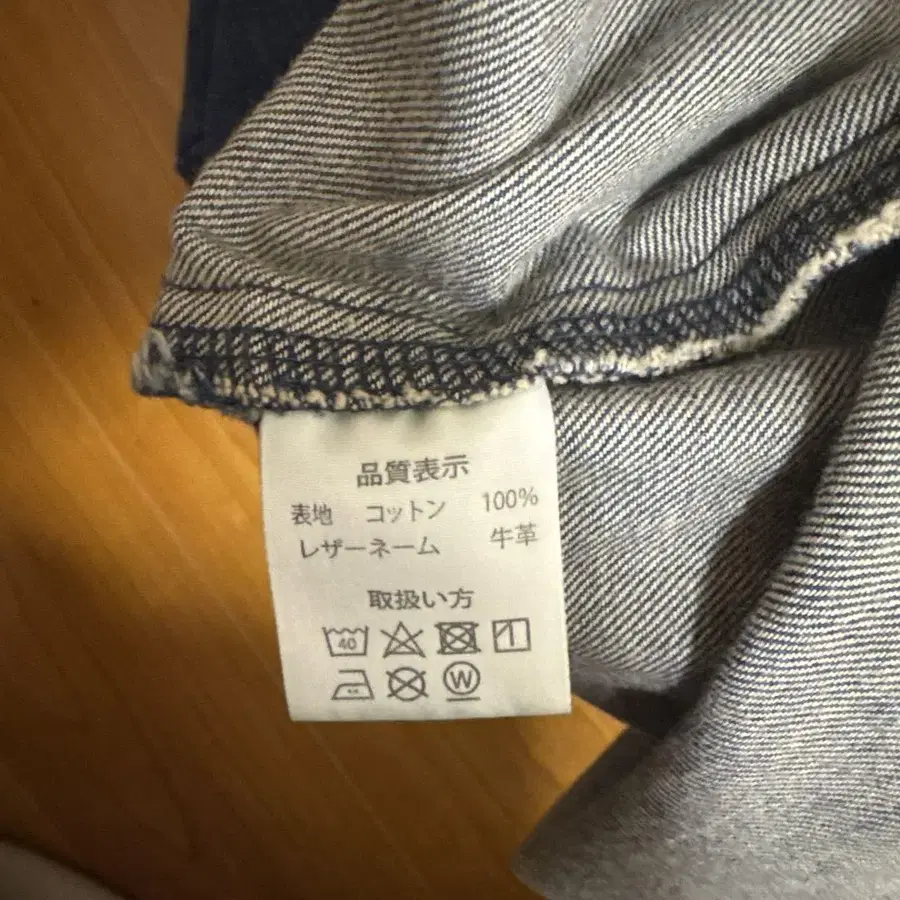 品質表示
表地 コットン 100%
レザーネーム 牛革
取扱い方
40
W